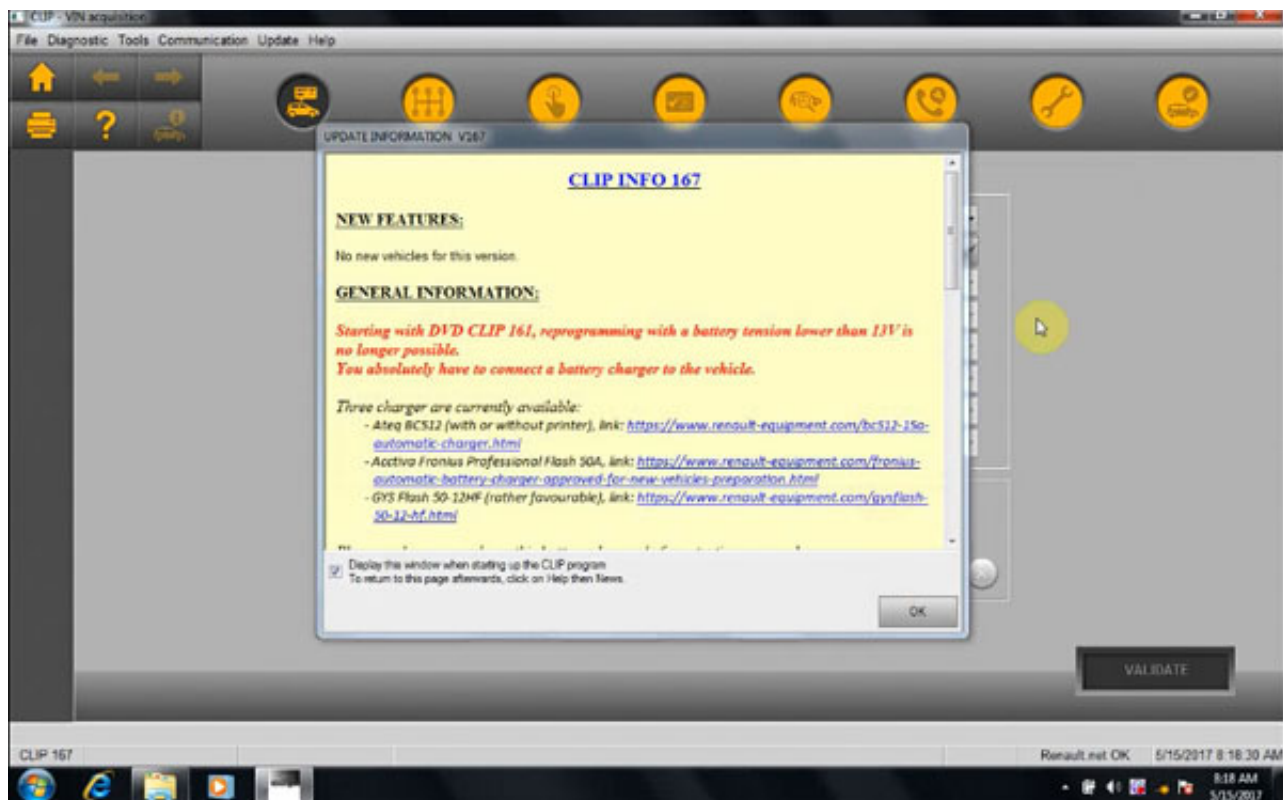 CLIP - VIN acquisition
File Diagnostic Tools Communication Update Help
UPDATE INFORMATION V167
CLIP INFO 167
NEW FEATURES:
No new vehicles for this version.
GENERAL INFORMATION:
Starting with DVD CLIP 161, reprogramming with a battery tension lower than 13V is
no longer possible.
You absolutely have to connect a battery charger to the vehicle.
Three charger are currently available:
- Ateq BC512 (with or without printer), link: https://www.renault-equipment.com/bc512-15a-
automatic-charger.html
- Acctiva Fronius Professional Flash 50A, link: https://www.renault-equipment.com/fronius-
automatic-battery-charger-approved-for-new-vehicles-preparation.html
- GYS Flash 50-12HF (rather favourable), link: https://www.renault-equipment.com/gysflash-
50-12-hf.html
Display this window when starting up the CLIP program
To return to this page afterwards, click on Help then News.
OK
VALIDATE
CLIP 167
Renault.net OK
5/15/2017 8:18:30 AM
8:18 AM
5/15/2017